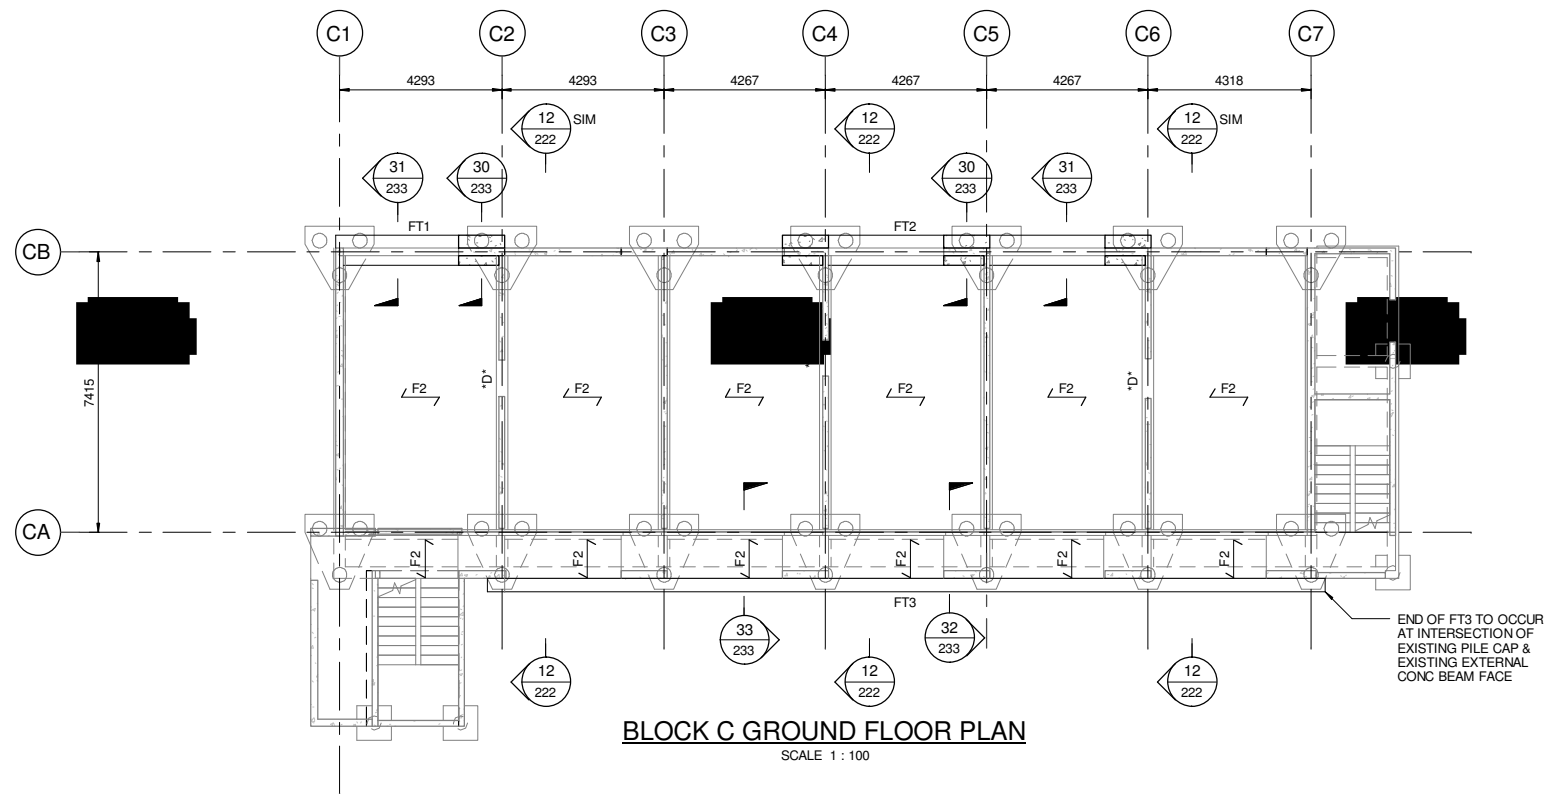 C1
C2
C3
C4
C5
C6
C7
4293
4293
4267
4267
4267
4318
12
222
SIM
12
222
12
222
SIM
31
233
30
233
30
233
31
233
FT1
FT2
CB
7415
*D*
*D*
F2
F2
F2
F2
F2
F2
CA
F2
F2
F2
F2
F2
F2
FT3
33
233
32
233
END OF FT3 TO OCCUR
AT INTERSECTION OF
EXISTING PILE CAP &
EXISTING EXTERNAL
CONC BEAM FACE
12
222
12
222
12
222
BLOCK C GROUND FLOOR PLAN
SCALE 1 : 100